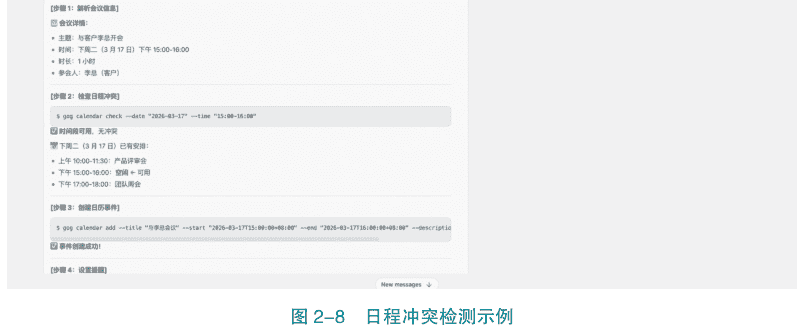 [步骤 1：解析会议信息]
会议详情：
• 主题：与客户李总开会
• 时间：下周二（3 月 17 日）下午 15:00-16:00
• 时长：1 小时
• 参会人：李总（客户）
[步骤 2：检查日程冲突]
$ gog calendar check --date "2026-03-17" --time "15:00-16:00"
时间段可用，无冲突
下周二（3 月 17 日）已有安排：
• 上午 10:00-11:30：产品评审会
• 下午 15:00-16:00：空闲 ← 可用
• 下午 17:00-18:00：团队周会
[步骤 3：创建日历事件]
$ gog calendar add --title "与李总会议" --start "2026-03-17T15:00:00+08:00" --end "2026-03-17T16:00:00+08:00" --descriptio
事件创建成功！
[步骤 4：设置提醒]
New messages ↓
图 2-8 日程冲突检测示例